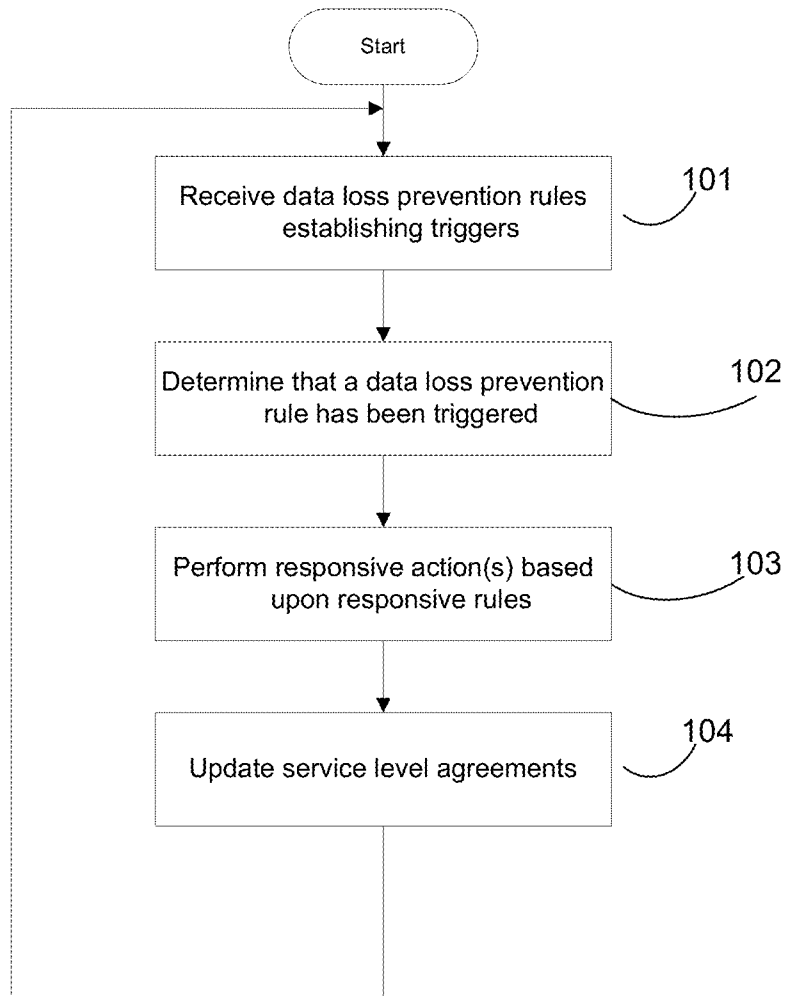 Start
Receive data loss prevention rules
establishing triggers
101
Determine that a data loss prevention
rule has been triggered
102
Perform responsive action(s) based
upon responsive rules
103
Update service level agreements
104